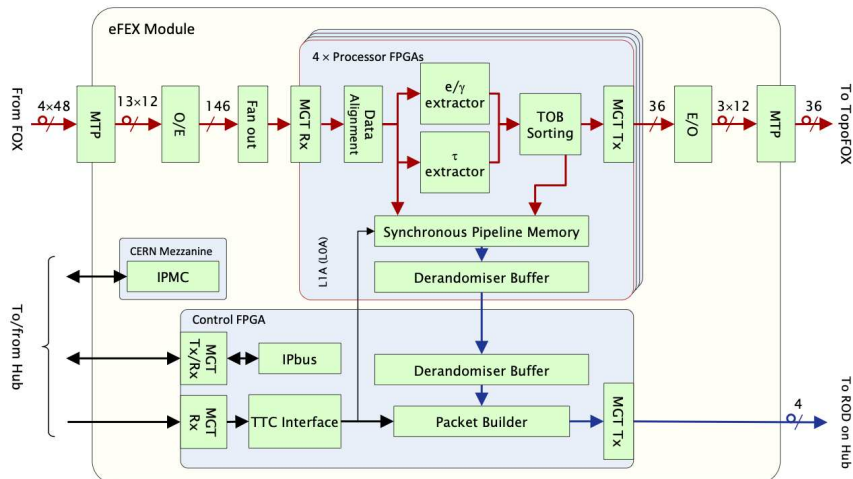 eFEX Module
4 × Processor FPGAs
From FOX
4×48
MTP
13×12
O/E
146
Fan out
MGT Rx
Data
Alignment
e/γ
extractor
τ
extractor
TOB
Sorting
MGT Tx
36
E/O
3×12
MTP
36
To TopoFOX
Synchronous Pipeline Memory
L1A (L0A)
Derandomiser Buffer
CERN Mezzanine
IPMC
To/from Hub
Control FPGA
MGT
Tx/Rx
IPbus
Derandomiser Buffer
MGT
Rx
TTC Interface
Packet Builder
MGT Tx
4
To ROD on Hub